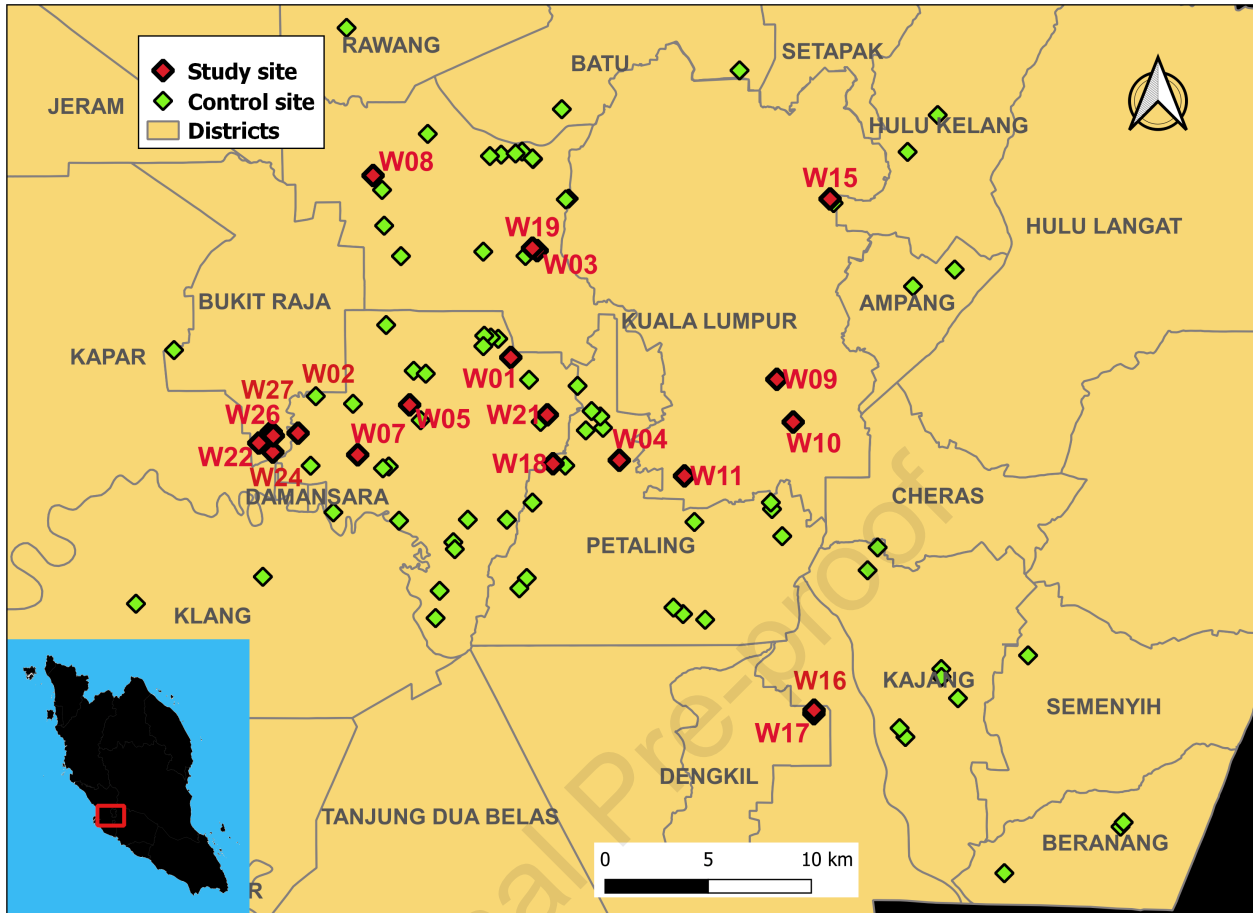 RAWANG
SETAPAK
BATU
Study site
Control site
Districts
JERAM
HULU KELANG
W08
W15
W19
W03
HULU LANGAT
BUKIT RAJA
AMPANG
KUALA LUMPUR
KAPAR
W01
W02
W27
W09
W26
W05
W21
W10
W07
W04
W22
W18
W24
W11
DAMANSARA
CHERAS
PETALING
KLANG
KAJANG
W16
SEMENYIH
W17
DENGKIL
TANJUNG DUA BELAS
BERANANG
0 5 10 km
R
nal Pre-proof